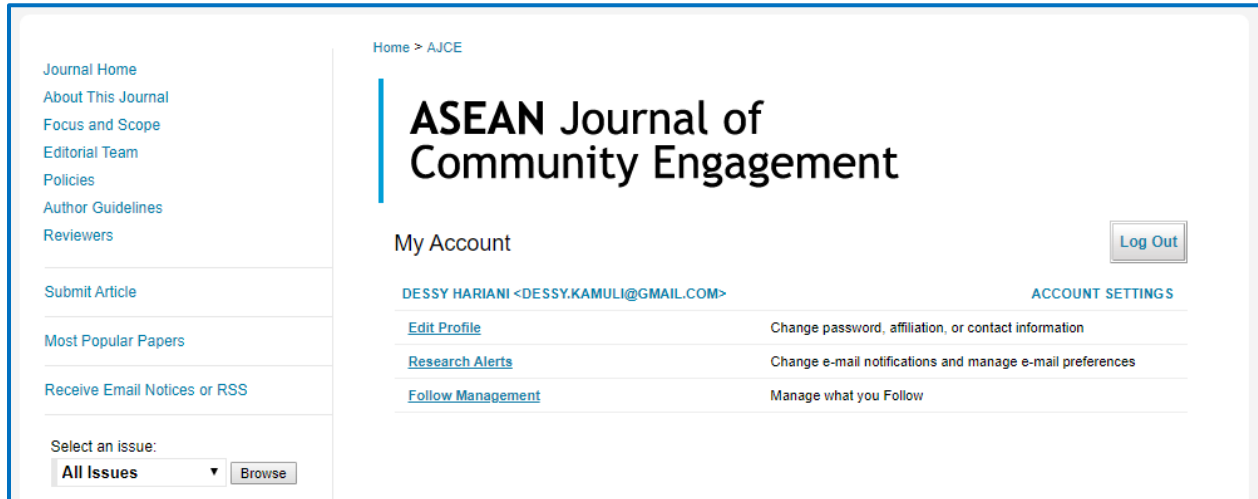 Home > AJCE
Journal Home
About This Journal
Focus and Scope
Editorial Team
Policies
Author Guidelines
Reviewers
Submit Article
Most Popular Papers
Receive Email Notices or RSS
Select an issue:
All Issues ▼ Browse
ASEAN Journal of
Community Engagement
My Account
Log Out
DESSY HARIANI <DESSY.KAMULI@GMAIL.COM> ACCOUNT SETTINGS
Edit Profile Change password, affiliation, or contact information
Research Alerts Change e-mail notifications and manage e-mail preferences
Follow Management Manage what you Follow